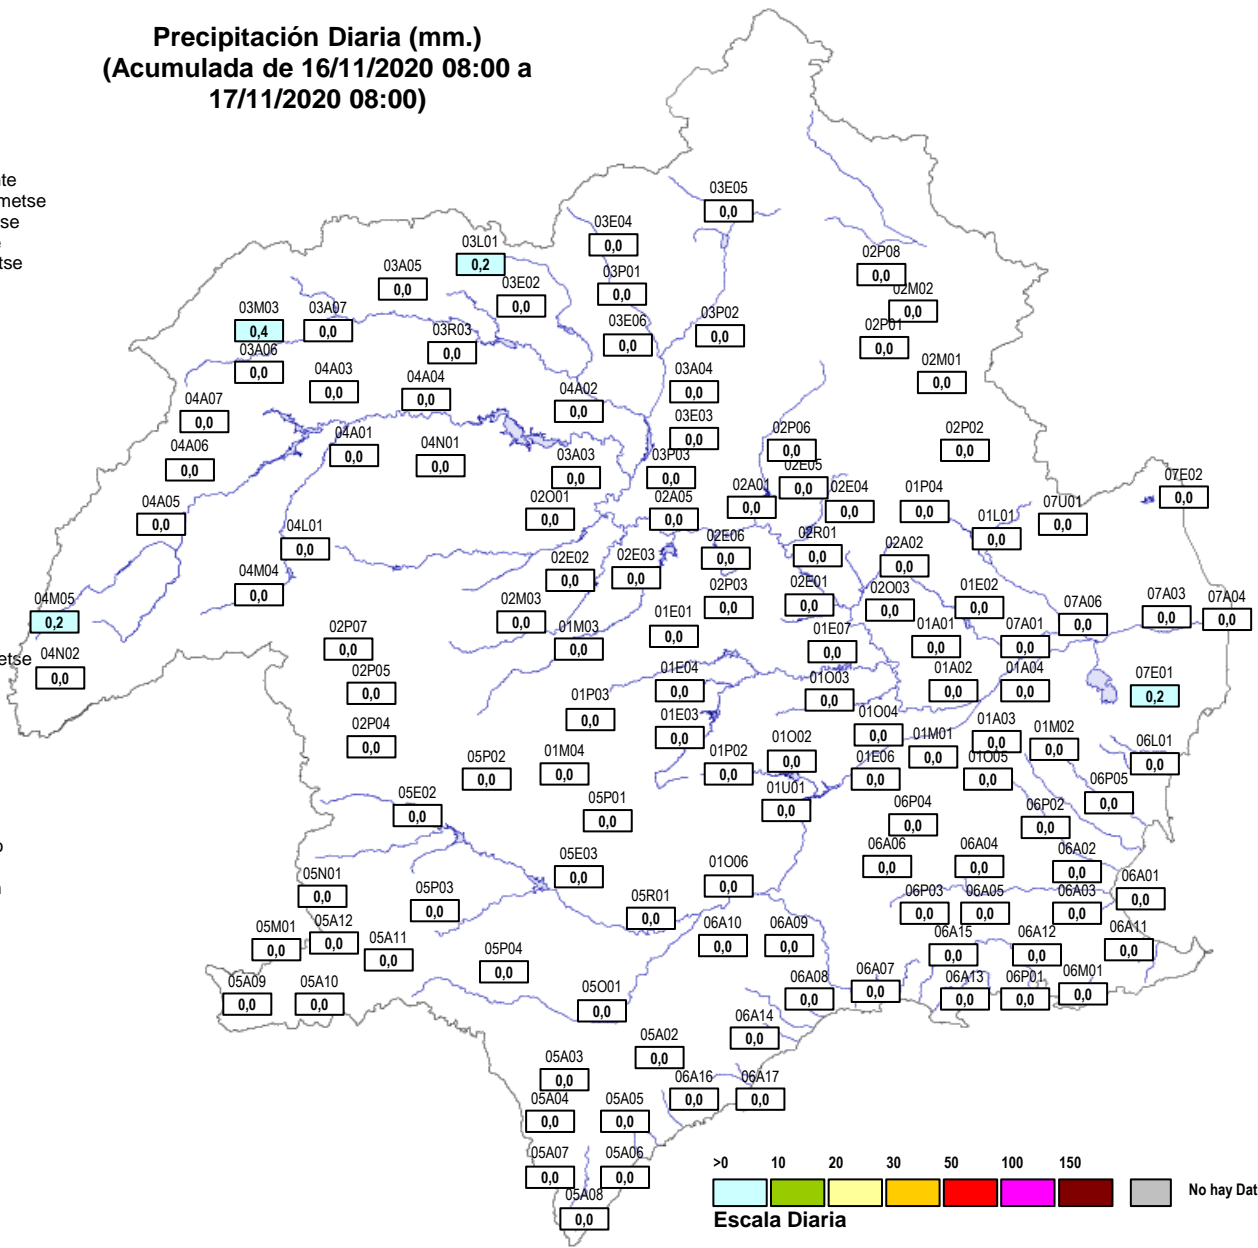 Precipitación Diaria (mm.)
(Acumulada de 16/11/2020 08:00 a
17/11/2020 08:00)
te
metse
se
tse
03E05
0,0
03E04
0,0
03L01
0,2
03P01
0,0
03A05
0,0
03E02
0,0
02P08
0,0
02M02
0,0
03M03
0,4
03A07
0,0
03P02
0,0
03E06
0,0
03R03
0,0
02P01
0,0
03A06
0,0
02M01
0,0
04A03
0,0
04A04
0,0
03A04
0,0
04A02
0,0
04A07
0,0
03E03
0,0
04A01
0,0
02P06
0,0
02P02
0,0
04A06
0,0
04N01
0,0
03A03
0,0
03P03
0,0
02E05
0,0
07E02
0,0
02A01
0,0
02E04
0,0
01P04
0,0
04A05
0,0
02O01
0,0
02A05
0,0
07U01
0,0
01L01
0,0
04L01
0,0
02R01
0,0
02E06
0,0
02A02
0,0
02E02
0,0
02E03
0,0
04M04
0,0
04M05
0,2
02M03
0,0
02P03
0,0
02E01
0,0
02O03
0,0
01E02
0,0
07A03
0,0
07A04
0,0
07A06
0,0
01E01
0,0
02P07
0,0
01M03
0,0
01E07
0,0
01A01
0,0
07A01
0,0
etse
04N02
0,0
02P05
0,0
01E04
0,0
01O03
0,0
01A02
0,0
01A04
0,0
07E01
0,2
01P03
0,0
01E03
0,0
02P04
0,0
01O04
0,0
01A03
0,0
01M02
0,0
01M01
0,0
06L01
0,0
05P02
0,0
01M04
0,0
01P02
0,0
01O02
0,0
01E06
0,0
01O05
0,0
05E02
0,0
05P01
0,0
01U01
0,0
06P05
0,0
06P04
0,0
06P02
0,0
o
05E03
0,0
01O06
0,0
06A06
0,0
06A04
0,0
06A02
0,0
05N01
0,0
05P03
0,0
05R01
0,0
06P03
0,0
06A05
0,0
06A03
0,0
06A01
0,0
05M01
0,0
05A12
0,0
05A11
0,0
06A10
0,0
06A09
0,0
06A15
0,0
06A12
0,0
06A11
0,0
05P04
0,0
05A09
0,0
05A10
0,0
05O01
0,0
06A08
0,0
06A07
0,0
06A13
0,0
06P01
0,0
06M01
0,0
06A14
0,0
05A02
0,0
05A03
0,0
06A16
0,0
06A17
0,0
05A04
0,0
05A05
0,0
05A07
0,0
05A06
0,0
05A08
0,0
>0 10 20 30 50 100 150
No hay Dat
Escala Diaria